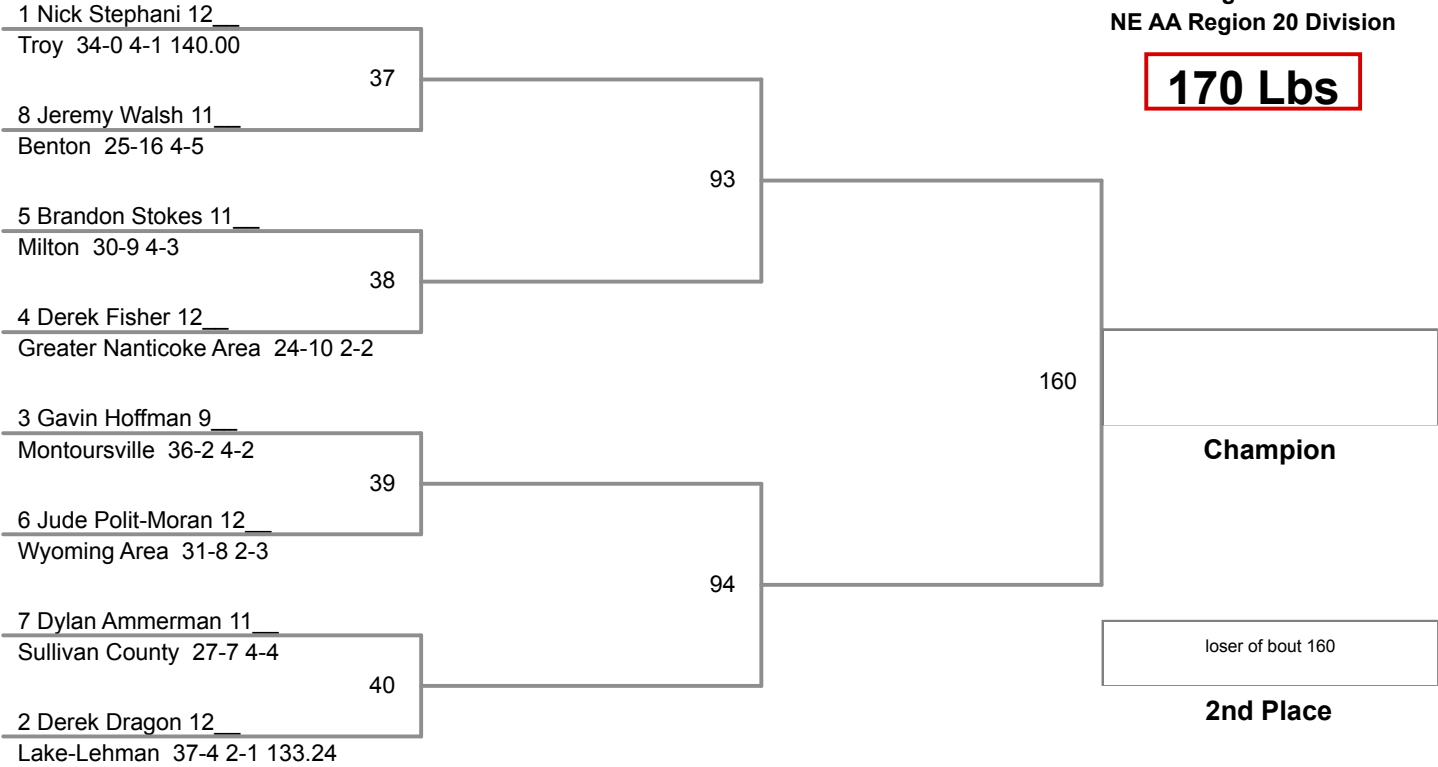 NE AA Region 20 Division
170 Lbs
1 Nick Stephani 12__
Troy 34-0 4-1 140.00
37
8 Jeremy Walsh 11__
Benton 25-16 4-5
93
5 Brandon Stokes 11__
Milton 30-9 4-3
38
4 Derek Fisher 12__
Greater Nanticoke Area 24-10 2-2
160
3 Gavin Hoffman 9__
Montoursville 36-2 4-2
Champion
39
6 Jude Polit-Moran 12__
Wyoming Area 31-8 2-3
94
7 Dylan Ammerman 11__
Sullivan County 27-7 4-4
loser of bout 160
40
2 Derek Dragon 12__
2nd Place
Lake-Lehman 37-4 2-1 133.24